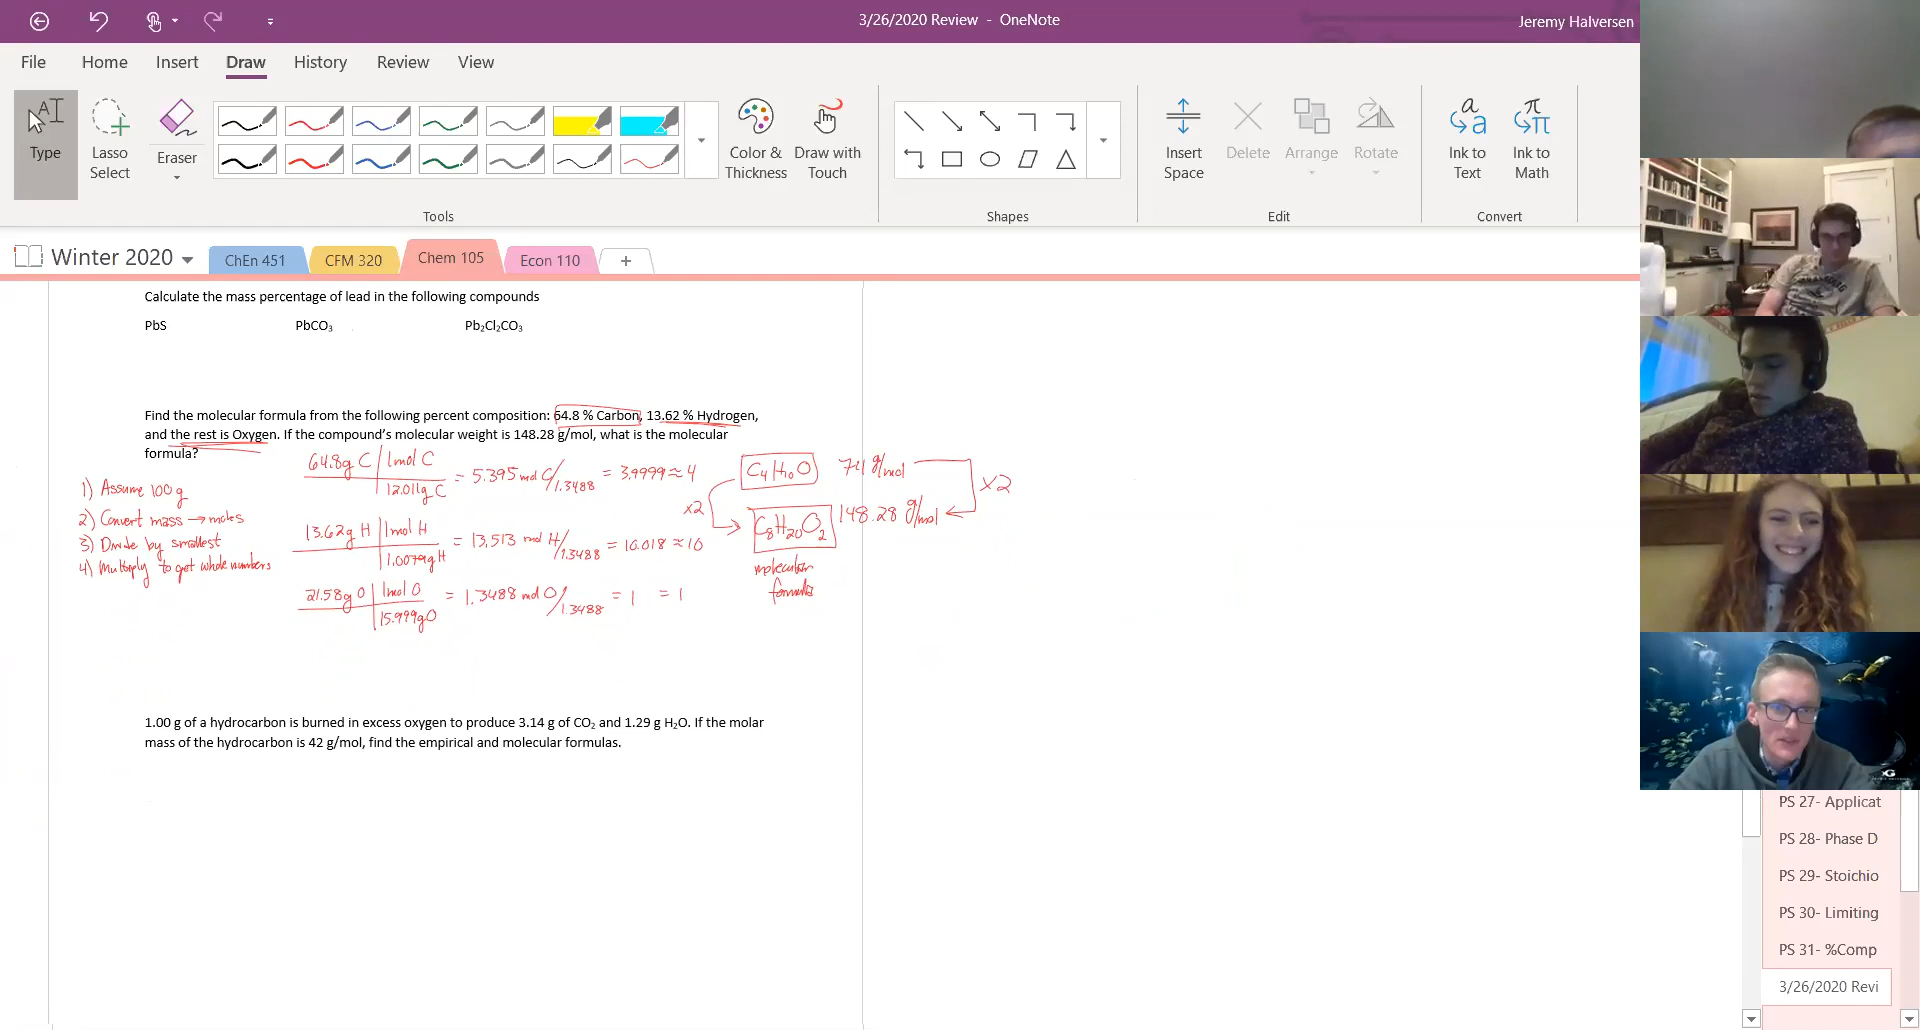 3/26/2020 Review - OneNote
Jeremy Halversen
File Home Insert Draw History Review View
Type
Lasso Select
Eraser
Color & Thickness
Draw with Touch
Insert Space
Delete
Arrange
Rotate
Ink to Text
Ink to Math
Tools
Shapes
Edit
Convert
Winter 2020
ChEn 451
CFM 320
Chem 105
Econ 110
+
Calculate the mass percentage of lead in the following compounds
PbS PbCO₃ Pb₂Cl₂CO₃
Find the molecular formula from the following percent composition: 64.8 % Carbon, 13.62 % Hydrogen,
and the rest is Oxygen. If the compound's molecular weight is 148.28 g/mol, what is the molecular
formula?
1) Assume 100 g
2) Convert mass → moles
3) Divide by smallest
4) Multiply to get whole numbers
64.8g C | 1mol C
12.011g C
= 5.395 mol C/1.3488 = 3.9999 ≈ 4
13.62g H | 1mol H
1.0079g H
= 13.513 mol H/1.3488 = 10.018 ≈ 10
21.58g O | 1mol O
15.999g O
= 1.3488 mol O/1.3488 = 1 = 1
C₄H₁₀O 74 g/mol
x2
x2
C₈H₂₀O₂ 148.28 g/mol
molecular
formula
1.00 g of a hydrocarbon is burned in excess oxygen to produce 3.14 g of CO₂ and 1.29 g H₂O. If the molar
mass of the hydrocarbon is 42 g/mol, find the empirical and molecular formulas.
PS 27- Applicat
PS 28- Phase D
PS 29- Stoichio
PS 30- Limiting
PS 31- %Comp
3/26/2020 Revi